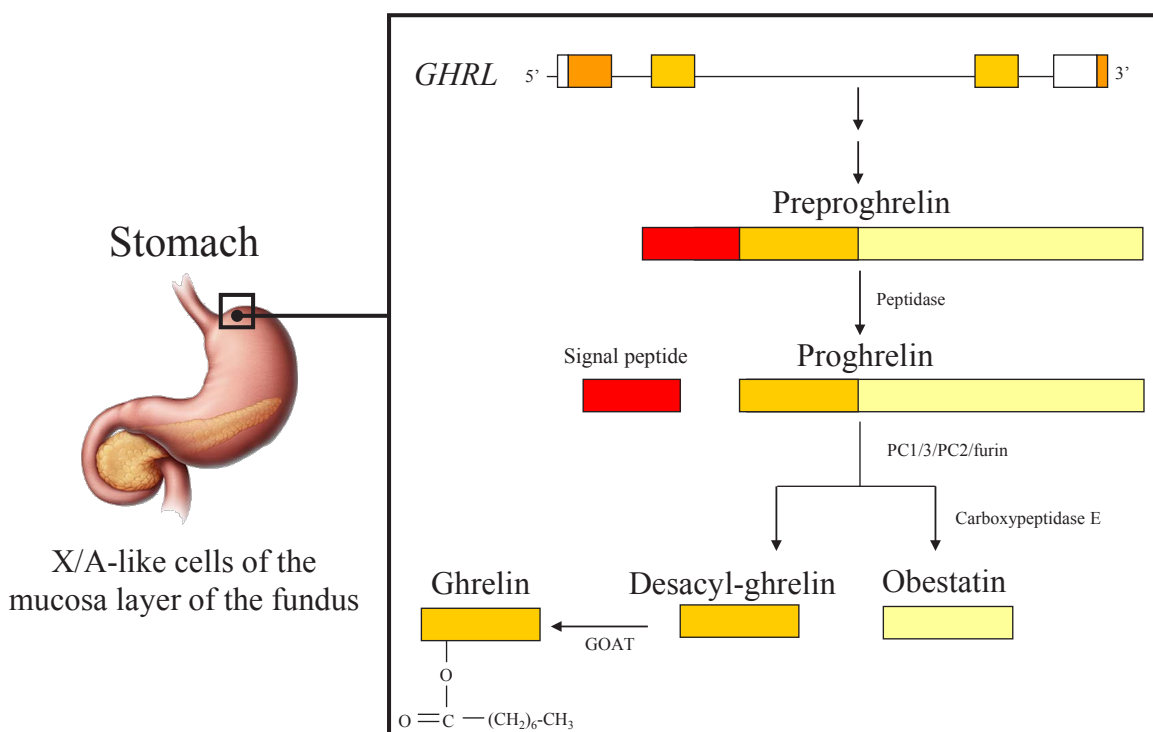 GHRL
5’
3’
Preproghrelin
Stomach
Peptidase
Signal peptide
Proghrelin
PC1/3/PC2/furin
Carboxypeptidase E
X/A-like cells of the
mucosa layer of the fundus
Ghrelin
Desacyl-ghrelin
Obestatin
GOAT
O
O ═ C — (CH₂)₆-CH₃